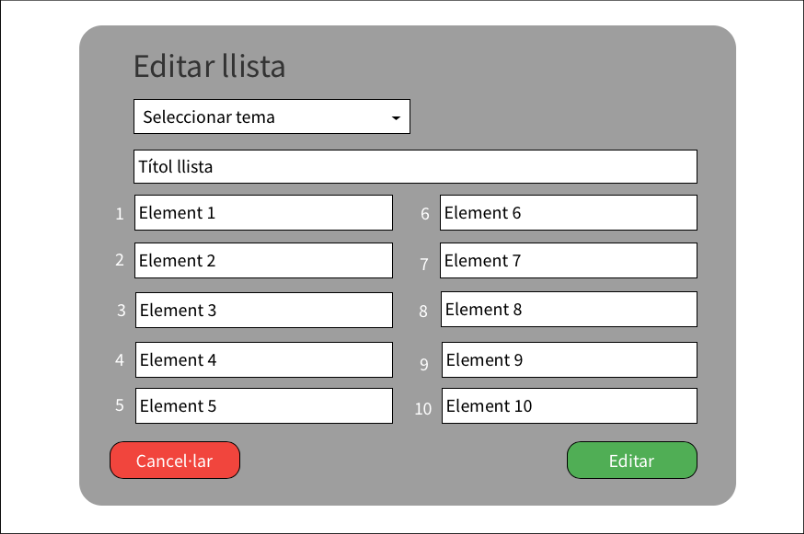 Editar llista
Seleccionar tema
Títol llista
1 Element 1
2 Element 2
3 Element 3
4 Element 4
5 Element 5
6 Element 6
7 Element 7
8 Element 8
9 Element 9
10 Element 10
Cancel·lar
Editar